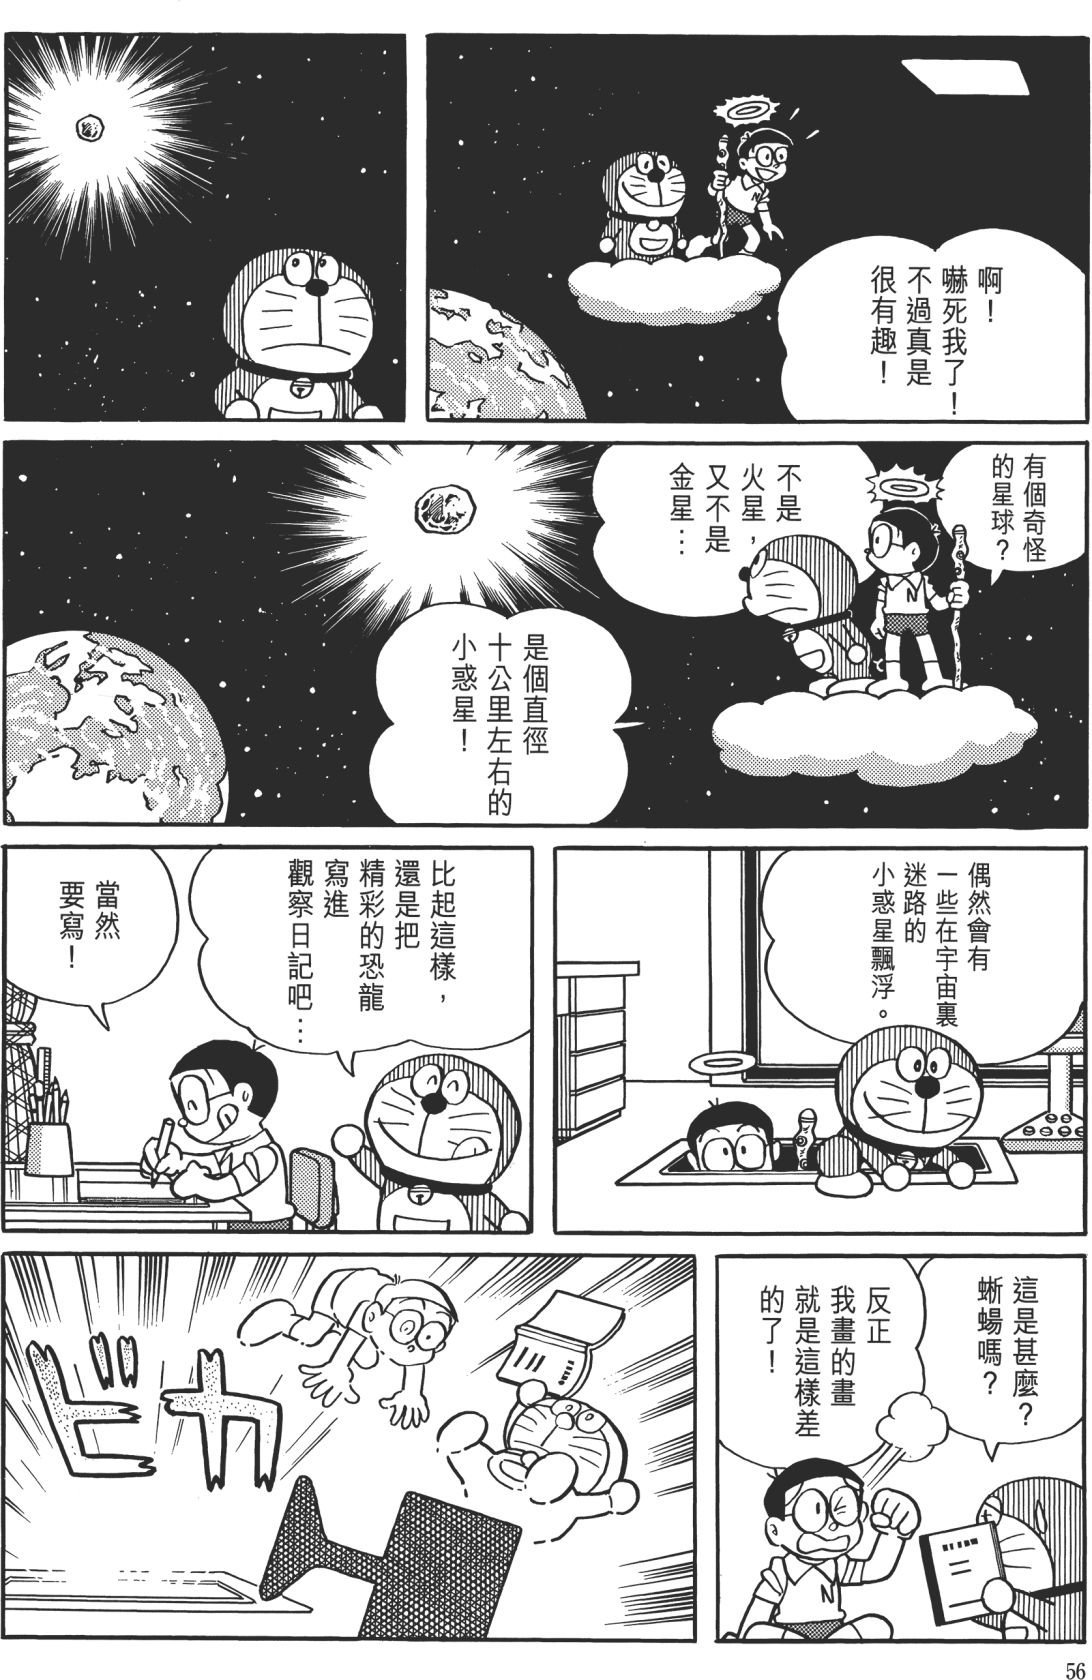 啊！
嚇死我了！
不過真是
很有趣！
有個奇怪
的星球？
不是
火星，
又不是
金星…
是個直徑
十公里左右的
小惑星！
偶然會有
一些在宇宙裏
迷路的
小惑星飄浮。
比起這樣，
還是把
精彩的恐龍
寫進
觀察日記吧…
當然
要寫！
這是甚麼？
蜥蜴嗎？
反正
我畫的畫
就是這樣差
的了！
ピカ
N
N
N
56